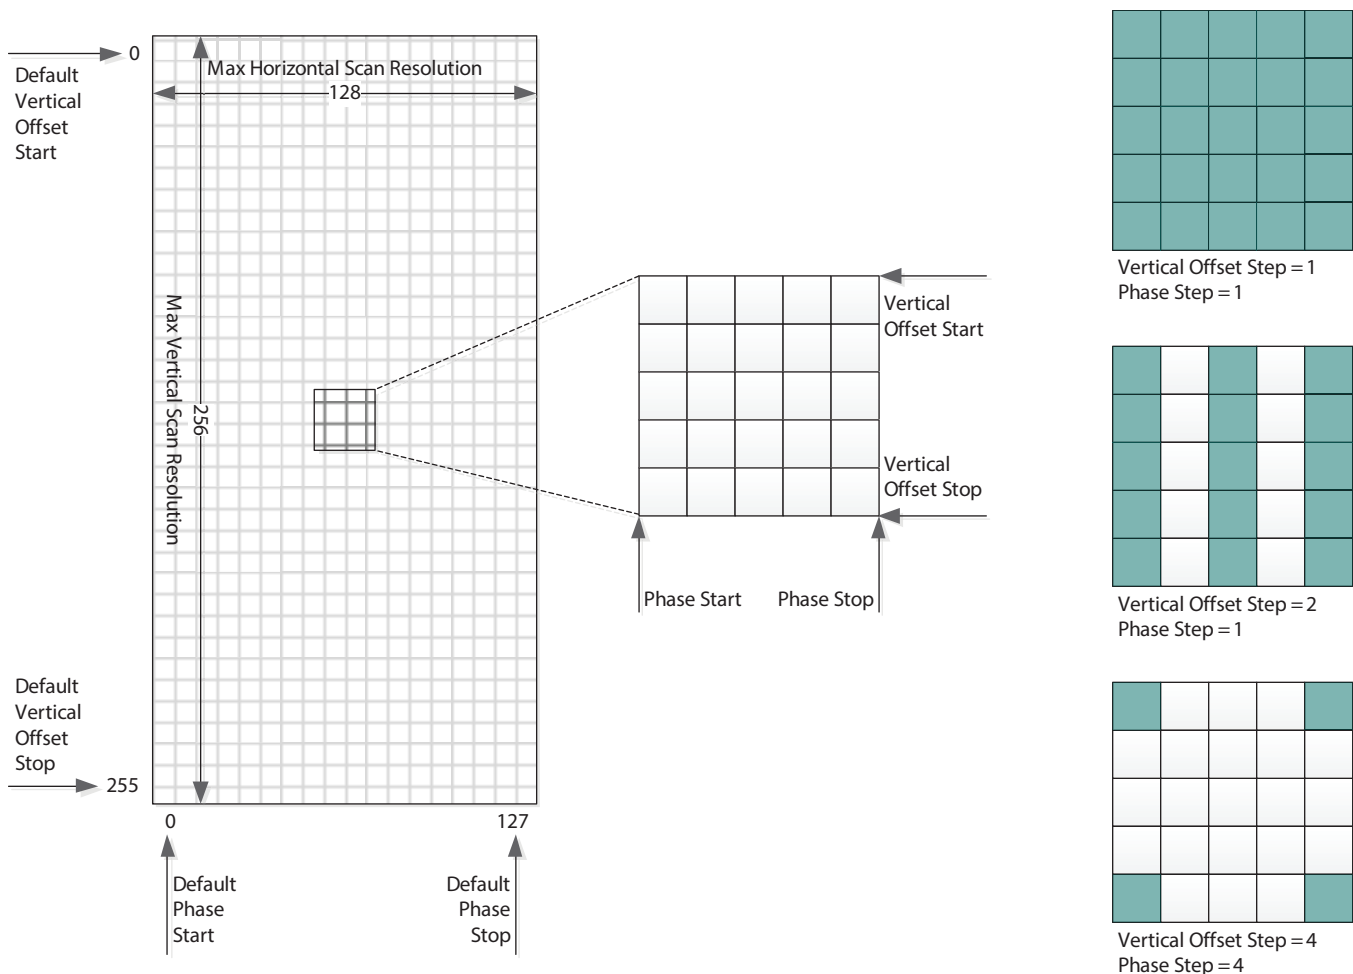 0
Default
Vertical
Offset
Start
Max Horizontal Scan Resolution
128
Max Vertical Scan Resolution
256
Default
Vertical
Offset
Stop
255
0
127
Default
Phase
Start
Default
Phase
Stop
Vertical
Offset Start
Vertical
Offset Stop
Phase Start
Phase Stop
Vertical Offset Step = 1
Phase Step = 1
Vertical Offset Step = 2
Phase Step = 1
Vertical Offset Step = 4
Phase Step = 4